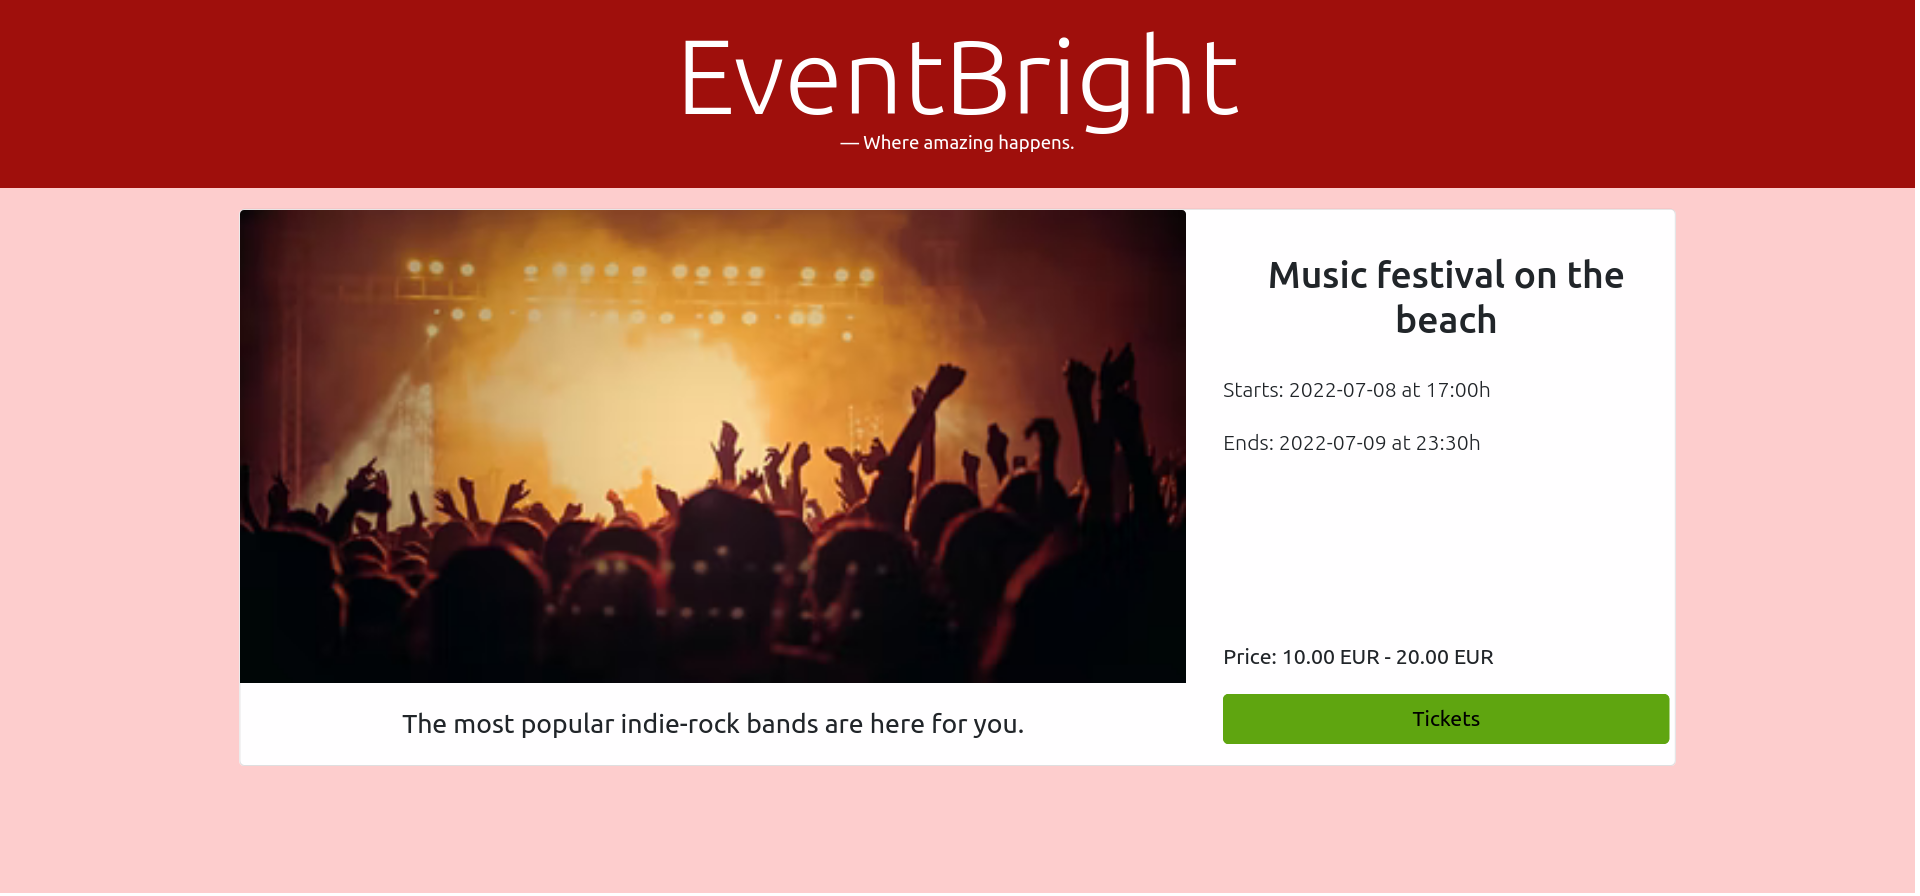 EventBright
— Where amazing happens.
Music festival on the
beach
Starts: 2022-07-08 at 17:00h
Ends: 2022-07-09 at 23:30h
Price: 10.00 EUR - 20.00 EUR
Tickets
The most popular indie-rock bands are here for you.